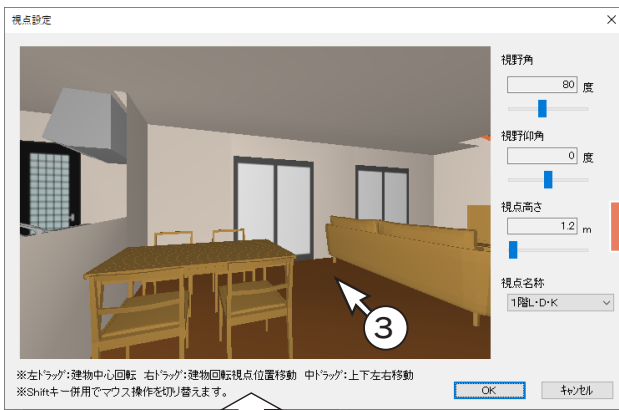 視点設定
視野角
80 度
視野仰角
0 度
視点高さ
1.2 m
視点名称
1階L・D・K
3
※左ドラッグ:建物中心回転 右ドラッグ:建物回転視点位置移動 中ドラッグ:上下左右移動
※Shiftキー併用でマウス操作を切り替えます。
OK キャンセル